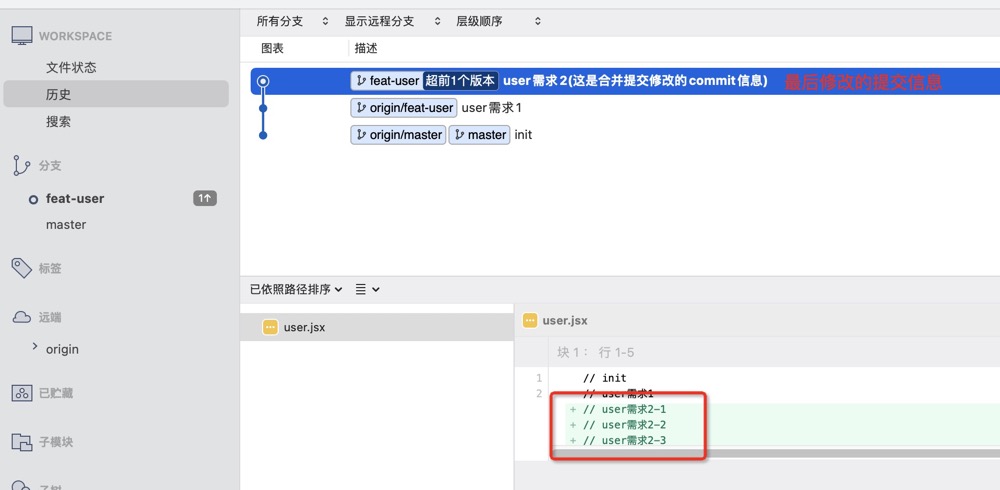 所有分支 显示远程分支 层级顺序
WORKSPACE
图表 描述
文件状态
feat-user 超前1个版本 user需求2(这是合并提交修改的commit信息) 最后修改的提交信息
历史
origin/feat-user user需求1
搜索
origin/master master init
分支
feat-user 1↑
master
标签
已依照路径排序
远端
user.jsx
user.jsx
origin
块 1： 行 1-5
1 // init
2 // user需求1
已贮藏
+ // user需求2-1
+ // user需求2-2
+ // user需求2-3
子模块